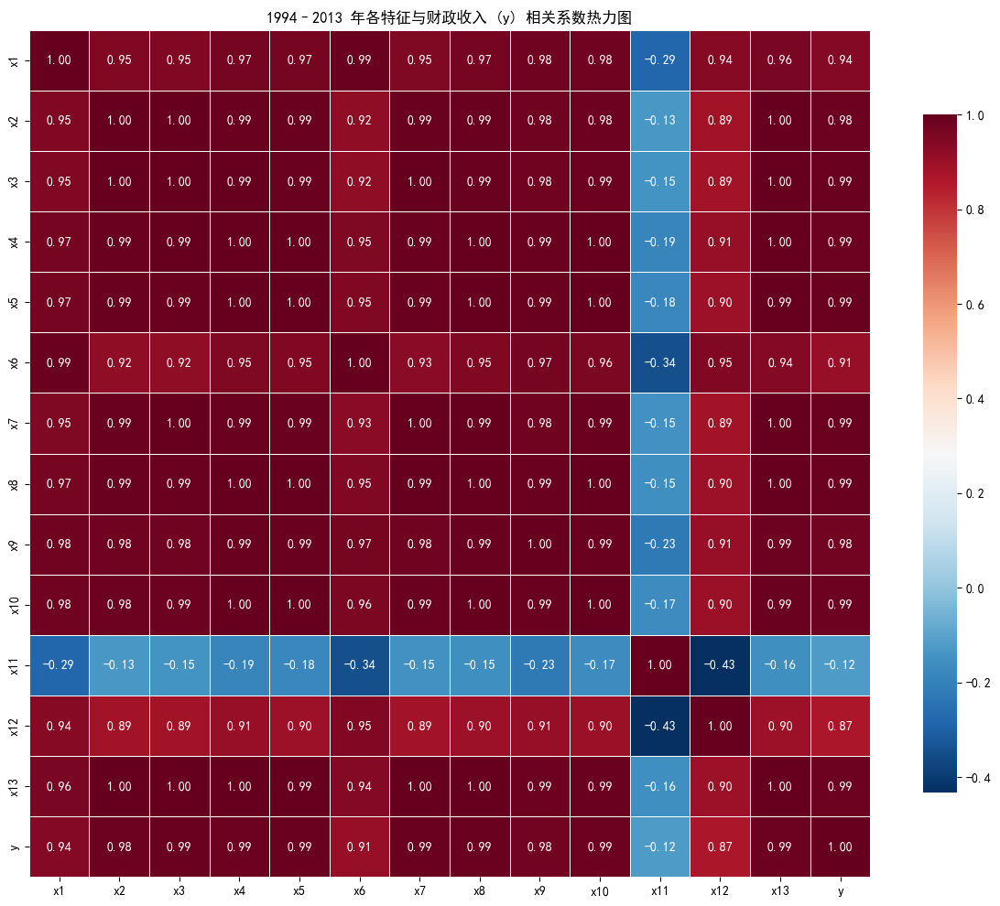 1994–2013 年各特征与财政收入 (y) 相关系数热力图
x1 1.00 0.95 0.95 0.97 0.97 0.99 0.95 0.97 0.98 0.98 −0.29 0.94 0.96 0.94
x2 0.95 1.00 1.00 0.99 0.99 0.92 0.99 0.99 0.98 0.98 −0.13 0.89 1.00 0.98
x3 0.95 1.00 1.00 0.99 0.99 0.92 1.00 0.99 0.98 0.99 −0.15 0.89 1.00 0.99
x4 0.97 0.99 0.99 1.00 1.00 0.95 0.99 1.00 0.99 1.00 −0.19 0.91 1.00 0.99
x5 0.97 0.99 0.99 1.00 1.00 0.95 0.99 1.00 0.99 1.00 −0.18 0.90 0.99 0.99
x6 0.99 0.92 0.92 0.95 0.95 1.00 0.93 0.95 0.97 0.96 −0.34 0.95 0.94 0.91
x7 0.95 0.99 1.00 0.99 0.99 0.93 1.00 0.99 0.98 0.99 −0.15 0.89 1.00 0.99
x8 0.97 0.99 0.99 1.00 1.00 0.95 0.99 1.00 0.99 1.00 −0.15 0.90 1.00 0.99
x9 0.98 0.98 0.98 0.99 0.99 0.97 0.98 0.99 1.00 0.99 −0.23 0.91 0.99 0.98
x10 0.98 0.98 0.99 1.00 1.00 0.96 0.99 1.00 0.99 1.00 −0.17 0.90 0.99 0.99
x11 −0.29 −0.13 −0.15 −0.19 −0.18 −0.34 −0.15 −0.15 −0.23 −0.17 1.00 −0.43 −0.16 −0.12
x12 0.94 0.89 0.89 0.91 0.90 0.95 0.89 0.90 0.91 0.90 −0.43 1.00 0.90 0.87
x13 0.96 1.00 1.00 1.00 0.99 0.94 1.00 1.00 0.99 0.99 −0.16 0.90 1.00 0.99
y 0.94 0.98 0.99 0.99 0.99 0.91 0.99 0.99 0.98 0.99 −0.12 0.87 0.99 1.00
x1 x2 x3 x4 x5 x6 x7 x8 x9 x10 x11 x12 x13 y
1.0
0.8
0.6
0.4
0.2
0.0
−0.2
−0.4